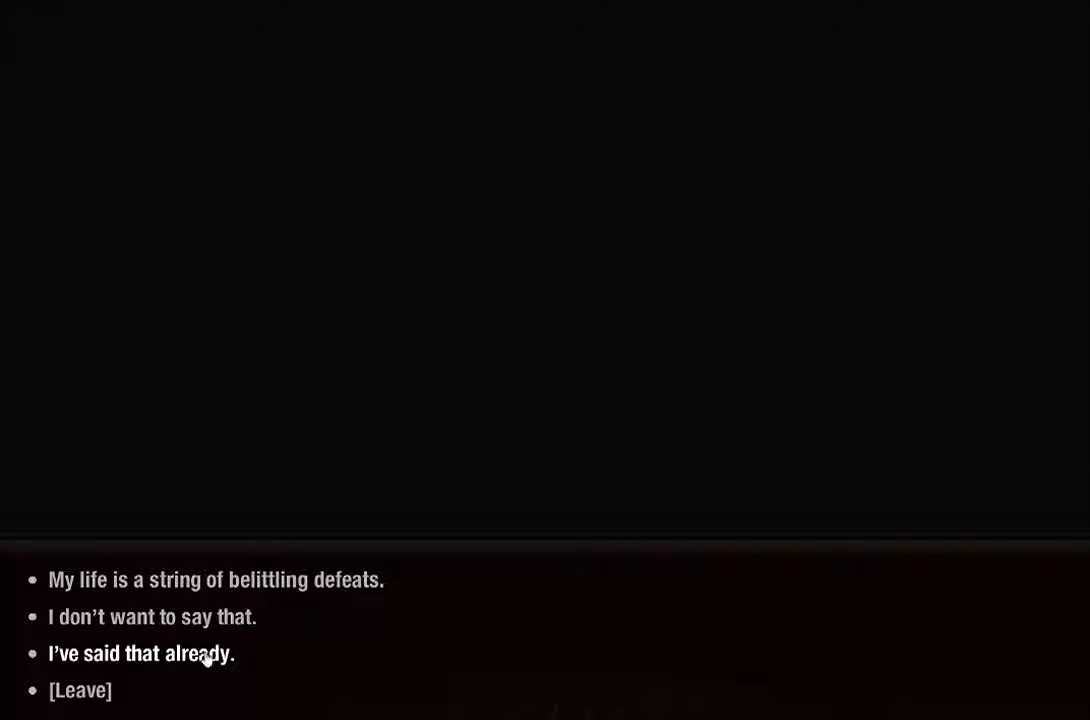 • My life is a string of belittling defeats.
• I don’t want to say that.
• I’ve said that already.
• [Leave]